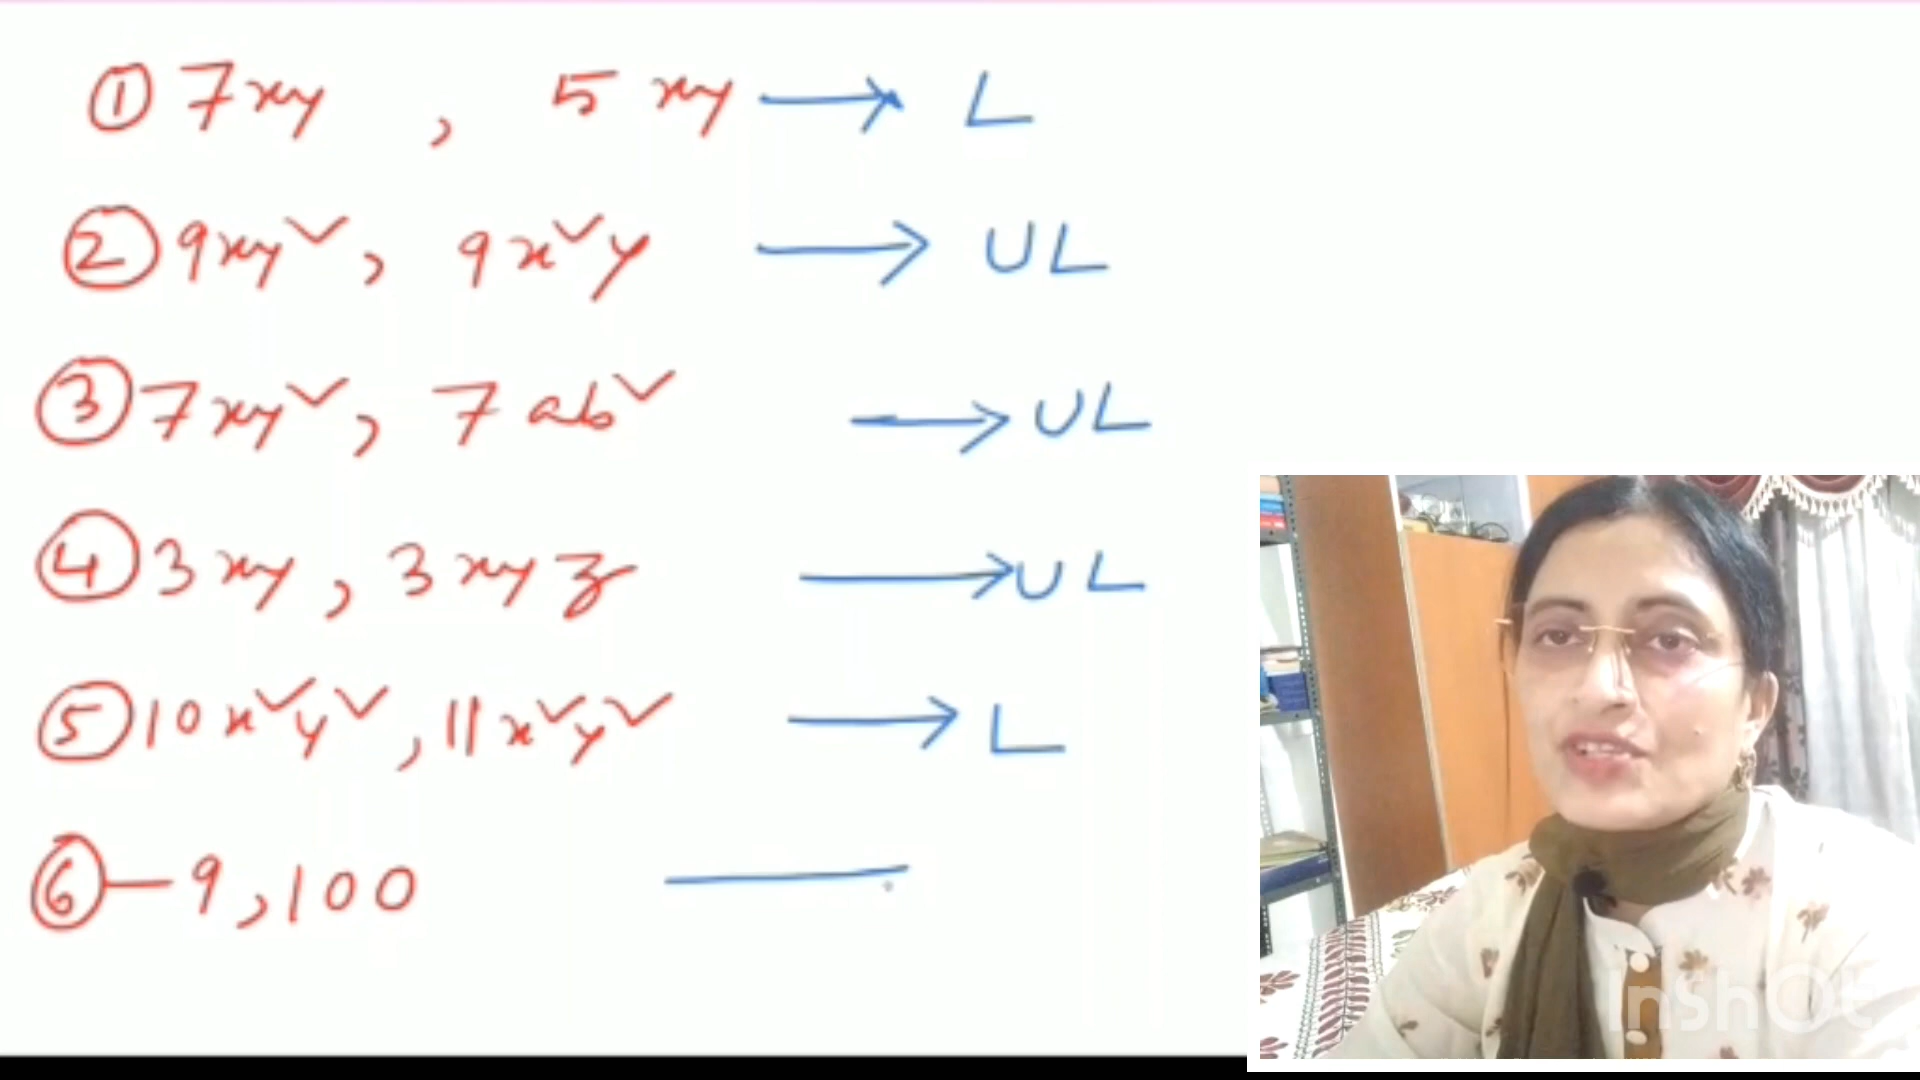 ① 7xy , 5xy → L
② 9xy² , 9x²y → UL
③ 7xy² , 7ab² → UL
④ 3xy , 3xyz → UL
⑤ 10x²y² , 11x²y² → L
⑥ -9 , 100 —
InShOt